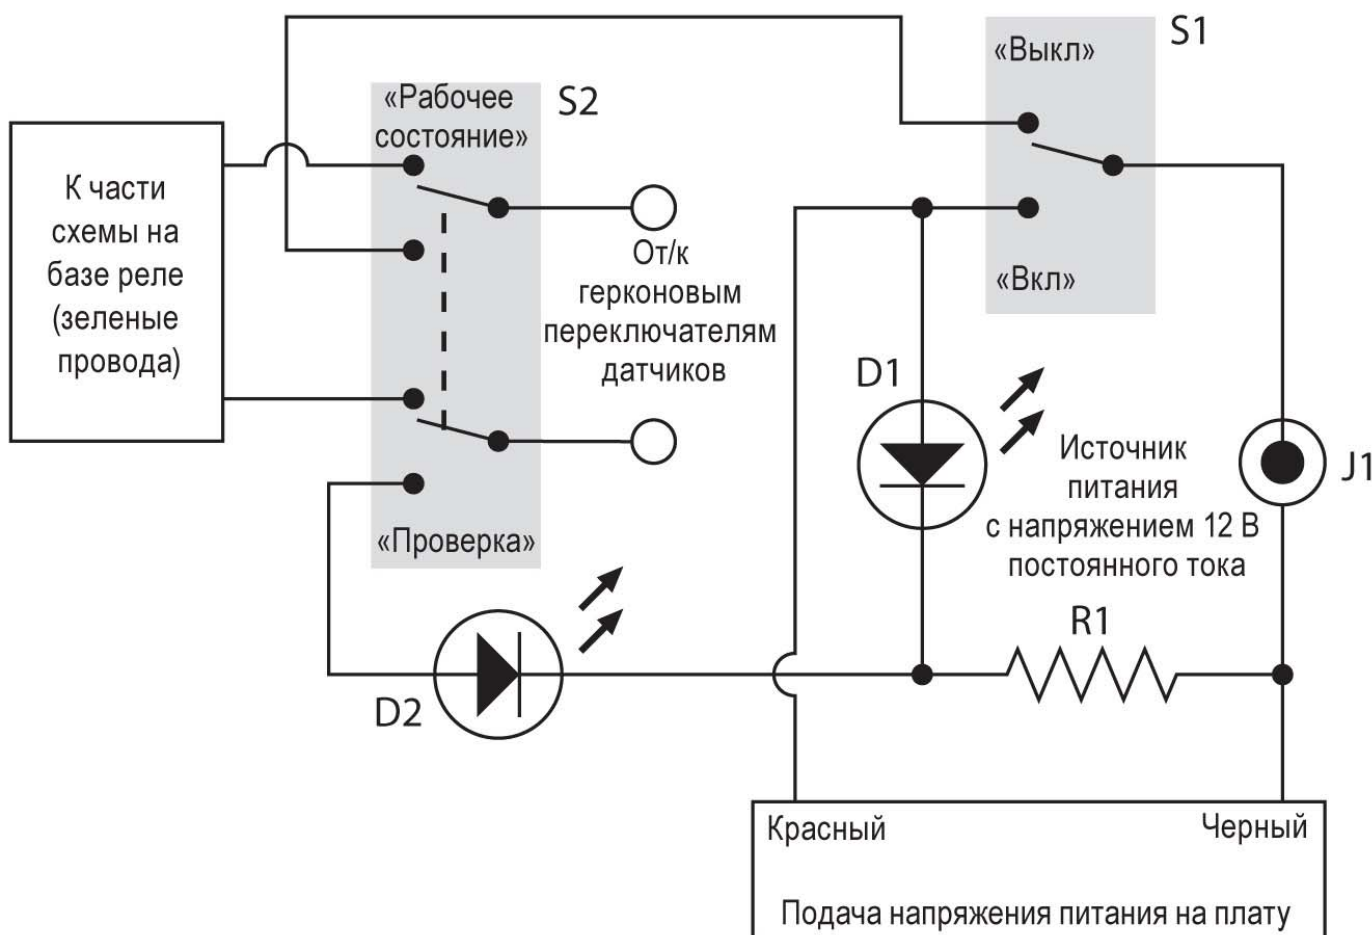 S1
«Выкл»
«Вкл»
S2
«Рабочее
состояние»
«Проверка»
К части
схемы на
базе реле
(зеленые
провода)
От/к
герконовым
переключателям
датчиков
D1
Источник
питания
с напряжением 12 В
постоянного тока
J1
R1
D2
Красный
Черный
Подача напряжения питания на плату